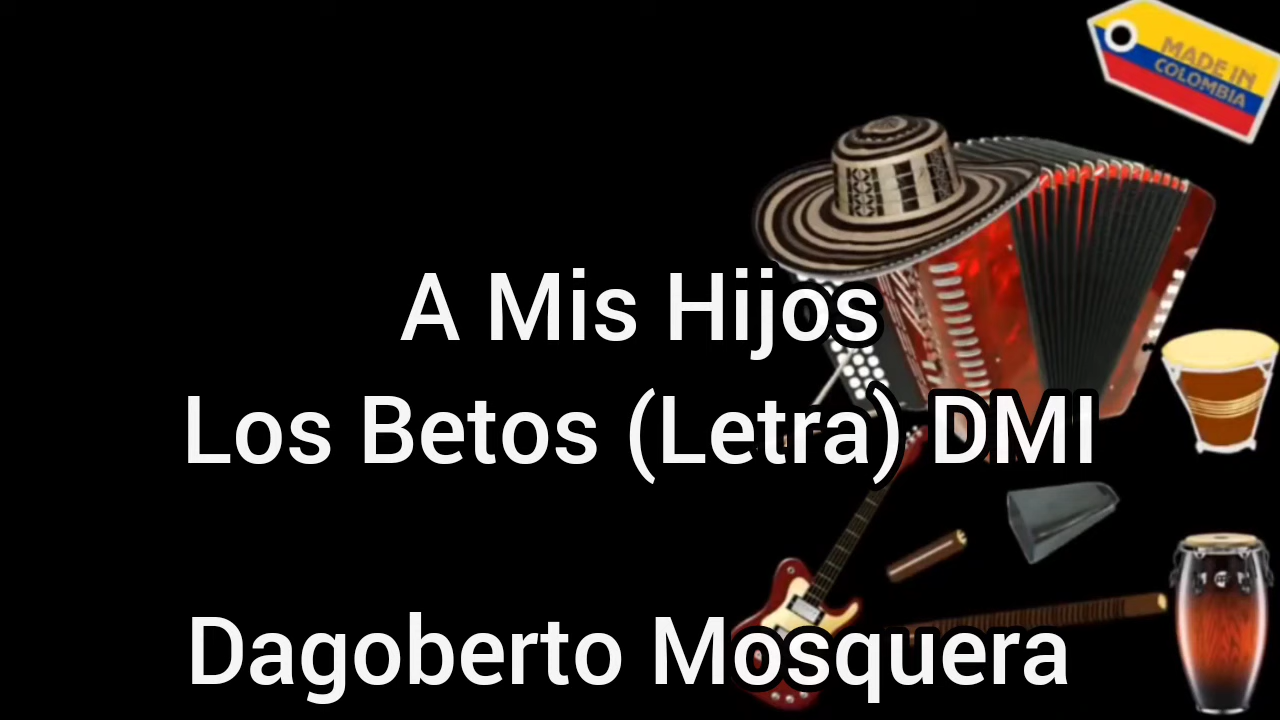 MADE IN
COLOMBIA
A Mis Hijos
Los Betos (Letra) DMI
Dagoberto Mosquera